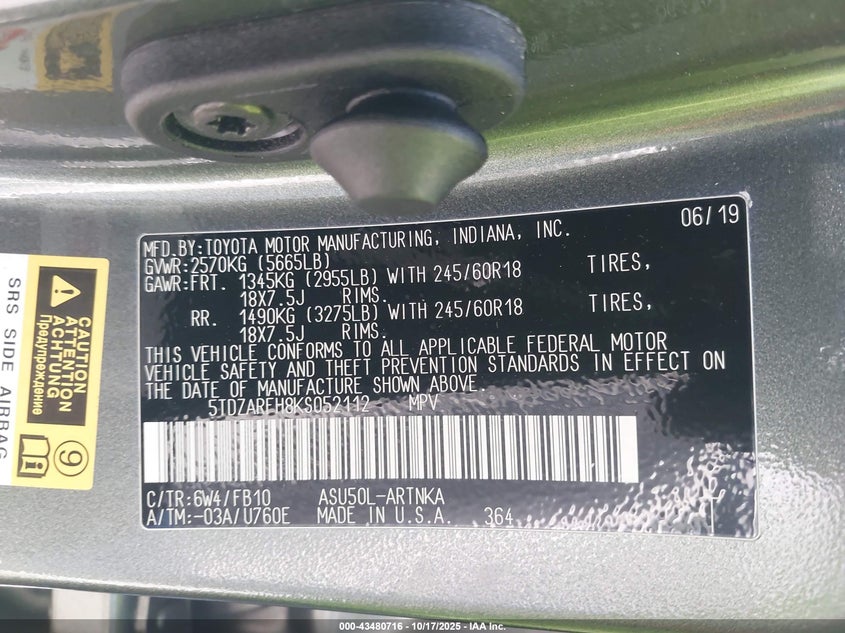 MFD.BY:TOYOTA MOTOR MANUFACTURING, INDIANA, INC. 06/19
GVWR:2570KG (5665LB)
GAWR:FRT. 1345KG (2955LB) WITH 245/60R18 TIRES,
18X7.5J RIMS.
RR. 1490KG (3275LB) WITH 245/60R18 TIRES,
18X7.5J RIMS.
THIS VEHICLE CONFORMS TO ALL APPLICABLE FEDERAL MOTOR
VEHICLE SAFETY AND THEFT PREVENTION STANDARDS IN EFFECT ON
THE DATE OF MANUFACTURE SHOWN ABOVE.
5TDZARFH8KS052112 MPV
C/TR:6W4/FB10 ASU50L-ARTNKA
A/TM:-03A/U760E MADE IN U.S.A. 364
SRS SIDE AIRBAG
CAUTION
ATTENTION
ACHTUNG
Предупреждение
9
000-43480716 - 10/17/2025 - IAA Inc.